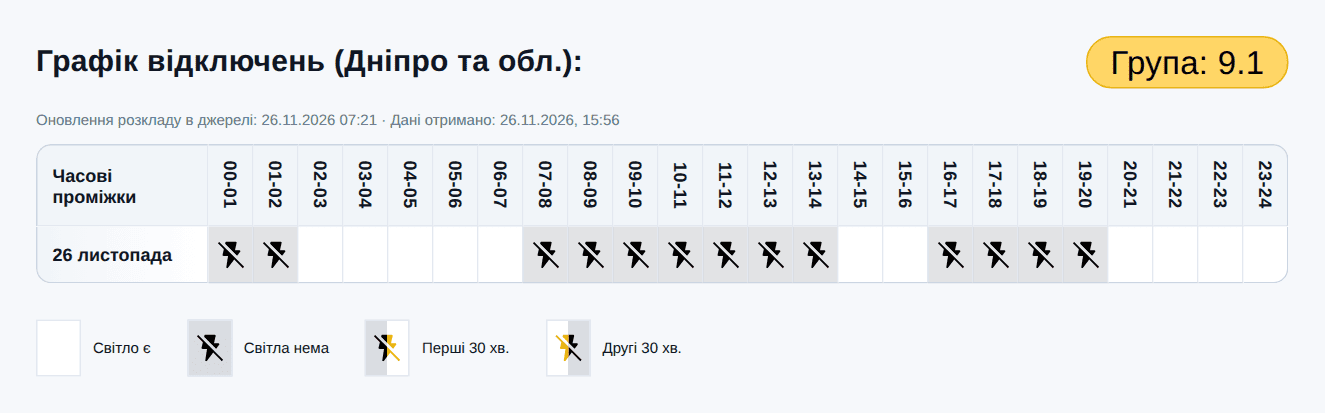 Графік відключень (Дніпро та обл.):
Група: 9.1
Оновлення розкладу в джерелі: 26.11.2026 07:21 · Дані отримано: 26.11.2026, 15:56
Часові
проміжки
00-01
01-02
02-03
03-04
04-05
05-06
06-07
07-08
08-09
09-10
10-11
11-12
12-13
13-14
14-15
15-16
16-17
17-18
18-19
19-20
20-21
21-22
22-23
23-24
26 листопада
Світло є
Світла нема
Перші 30 хв.
Другі 30 хв.